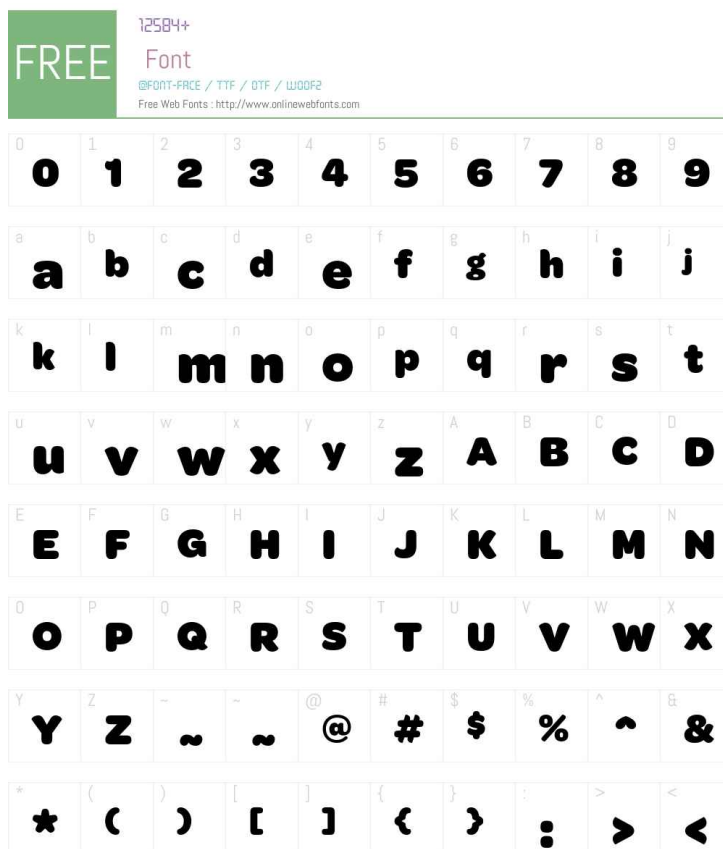 FREE
12584+
Font
@FONT-FACE / TTF / OTF / WOOF2
Free Web Fonts : http://www.onlinewebfonts.com
0 1 2 3 4 5 6 7 8 9
0 1 2 3 4 5 6 7 8 9
a b c d e f g h i j
a b c d e f g h i j
k l m n o p q r s t
k l m n o p q r s t
u v w x y z A B C D
u v w x y z A B C D
E F G H I J K L M N
E F G H I J K L M N
O P Q R S T U V W X
O P Q R S T U V W X
Y Z ~ ~ @ # $ % ^ &
Y Z ~ ~ @ # $ % ^ &
* ( ) [ ] { } : > <
* ( ) [ ] { } : > <